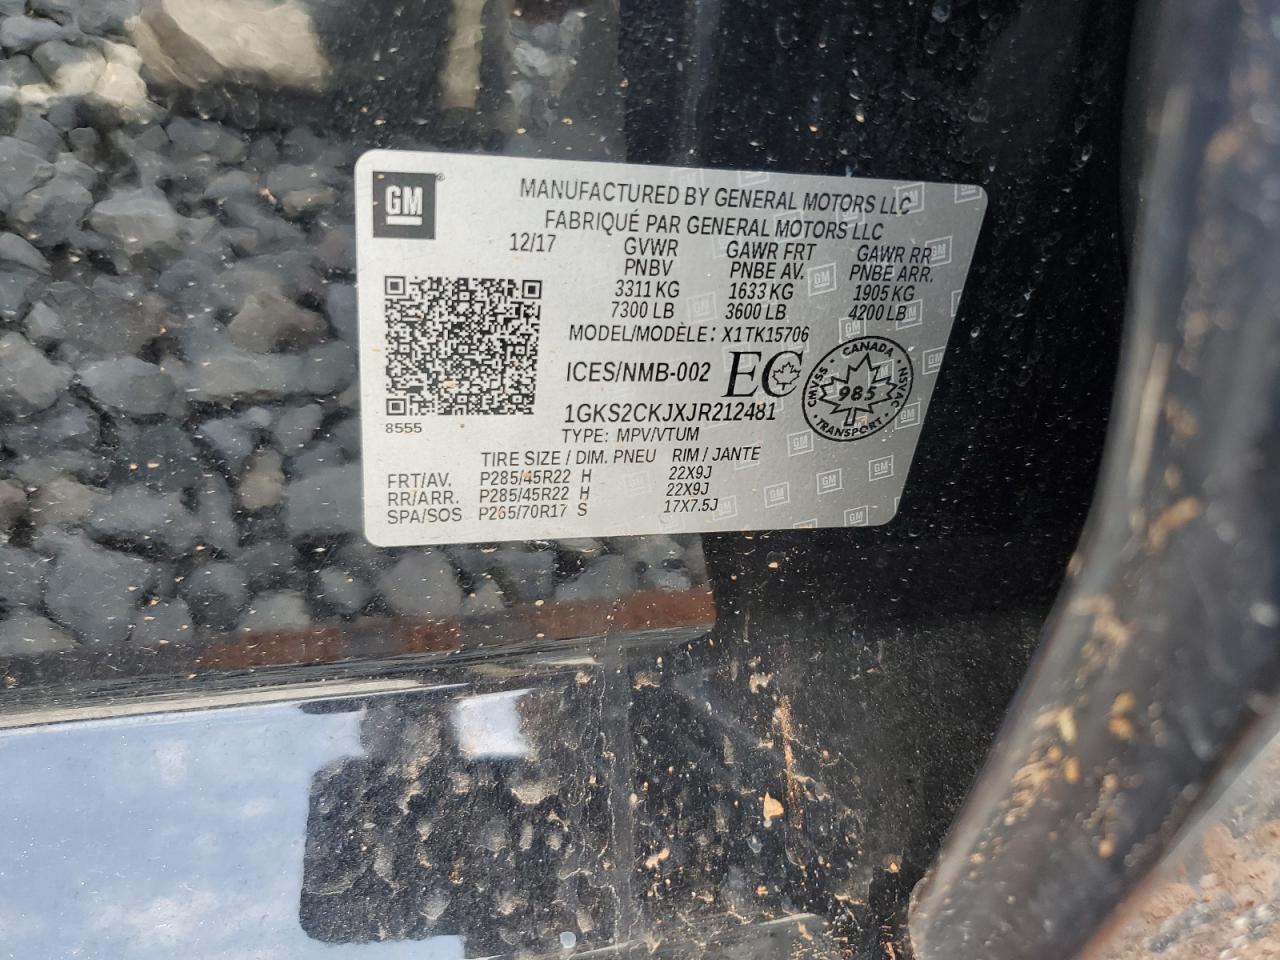 GM
MANUFACTURED BY GENERAL MOTORS LLC
FABRIQUÉ PAR GENERAL MOTORS LLC
12/17 GVWR GAWR FRT GAWR RR
PNBV PNBE AV. PNBE ARR.
3311 KG 1633 KG 1905 KG
7300 LB 3600 LB 4200 LB
MODEL/MODÈLE: X1TK15706
ICES/NMB-002 EC
CANADA
CMVSS 985 NSVAC
TRANSPORT
1GKS2CKJXJR212481
8555
TYPE: MPV/VTUM
TIRE SIZE / DIM. PNEU RIM / JANTE
FRT/AV. P285/45R22 H 22X9J
RR/ARR. P285/45R22 H 22X9J
SPA/SOS P265/70R17 S 17X7.5J